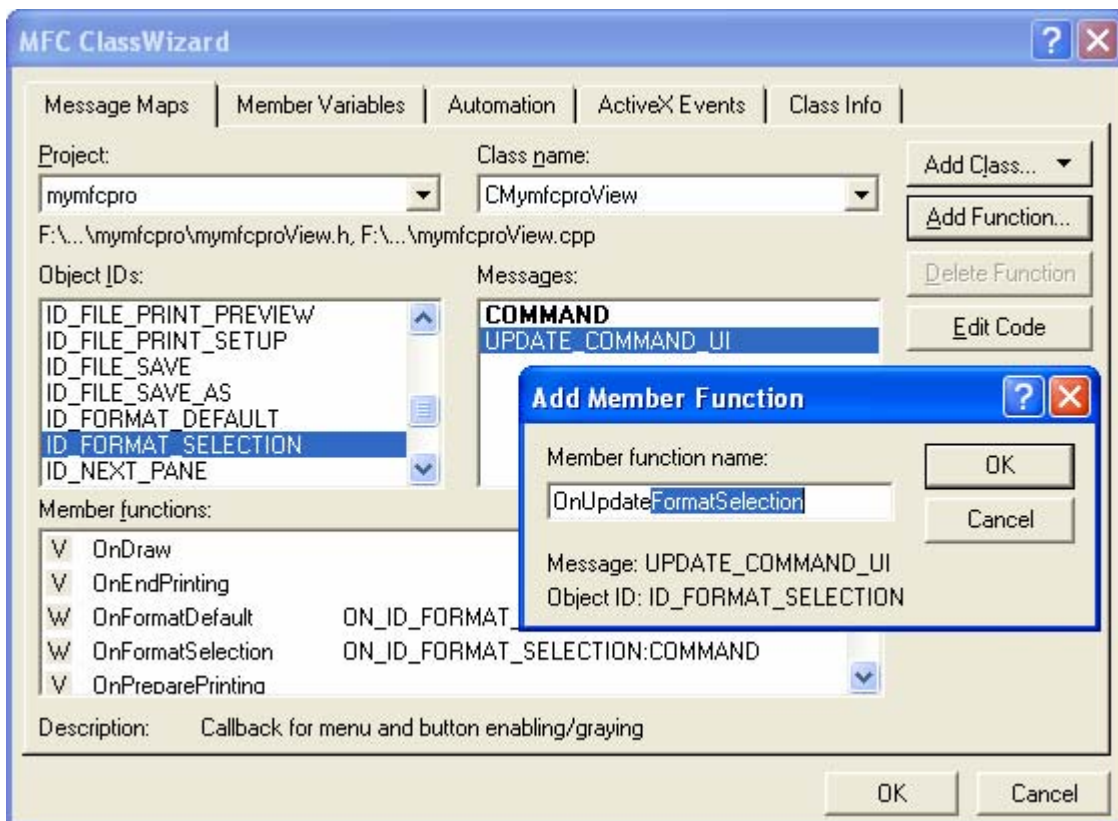 MFC ClassWizard
Message Maps Member Variables Automation ActiveX Events Class Info
Project: Class name:
mymfcpro CMymfcproView
Add Class...
Add Function...
F:\...\mymfcpro\mymfcproView.h, F:\...\mymfcproView.cpp
Object IDs: Messages:
Delete Function
Edit Code
ID_FILE_PRINT_PREVIEW
ID_FILE_PRINT_SETUP
ID_FILE_SAVE
ID_FILE_SAVE_AS
ID_FORMAT_DEFAULT
ID_FORMAT_SELECTION
ID_NEXT_PANE
COMMAND
UPDATE_COMMAND_UI
Add Member Function
Member function name:
OnUpdateFormatSelection
OK
Cancel
Message: UPDATE_COMMAND_UI
Object ID: ID_FORMAT_SELECTION
Member functions:
V OnDraw
V OnEndPrinting
W OnFormatDefault ON_ID_FORMAT_
W OnFormatSelection ON_ID_FORMAT_SELECTION:COMMAND
V OnPreparePrinting
Description: Callback for menu and button enabling/graying
OK Cancel